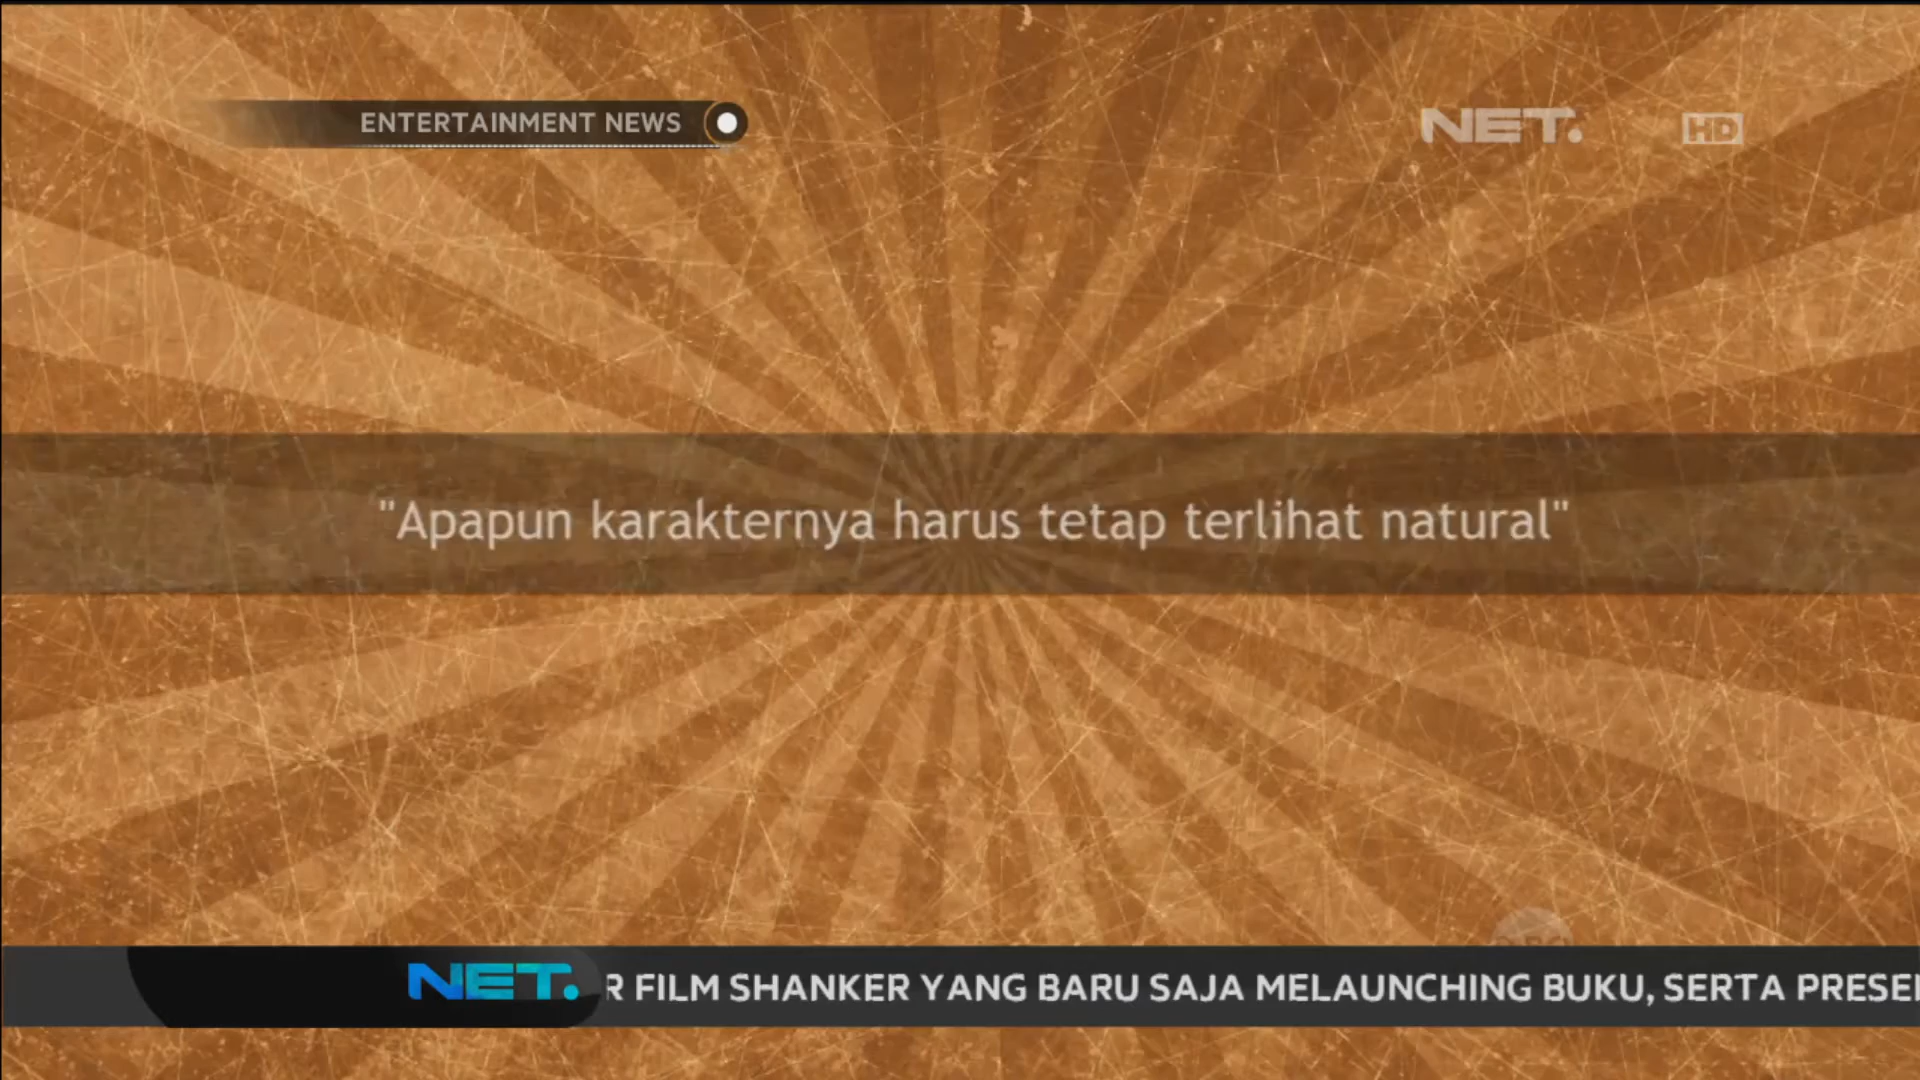 ENTERTAINMENT NEWS
NET.
HD
"Apapun karakternya harus tetap terlihat natural"
NET.
R FILM SHANKER YANG BARU SAJA MELAUNCHING BUKU, SERTA PRESE